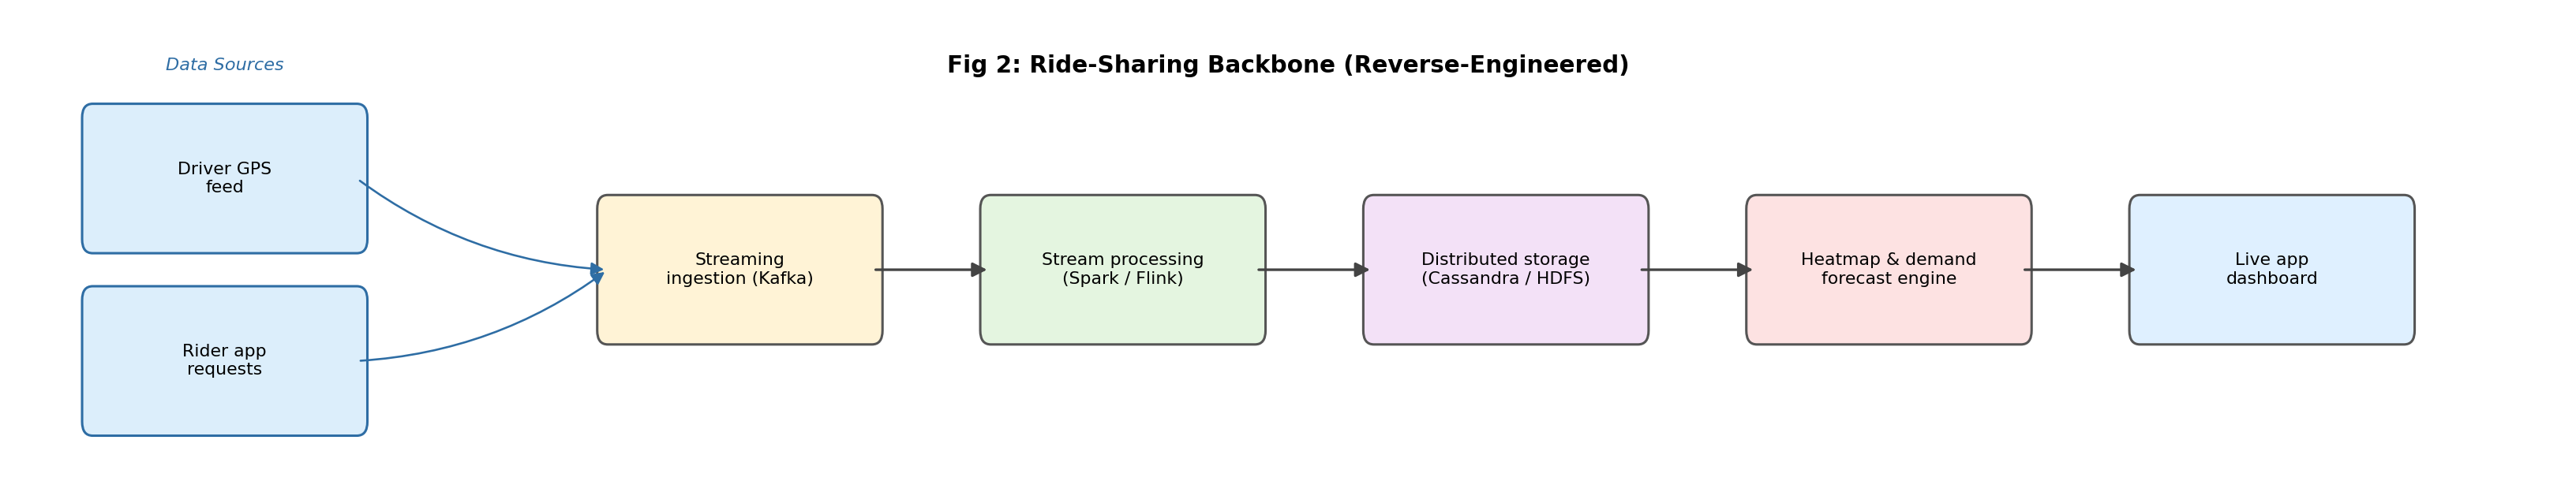 Data Sources
Fig 2: Ride-Sharing Backbone (Reverse-Engineered)
Driver GPS
feed
Rider app
requests
Streaming
ingestion (Kafka)
Stream processing
(Spark / Flink)
Distributed storage
(Cassandra / HDFS)
Heatmap & demand
forecast engine
Live app
dashboard